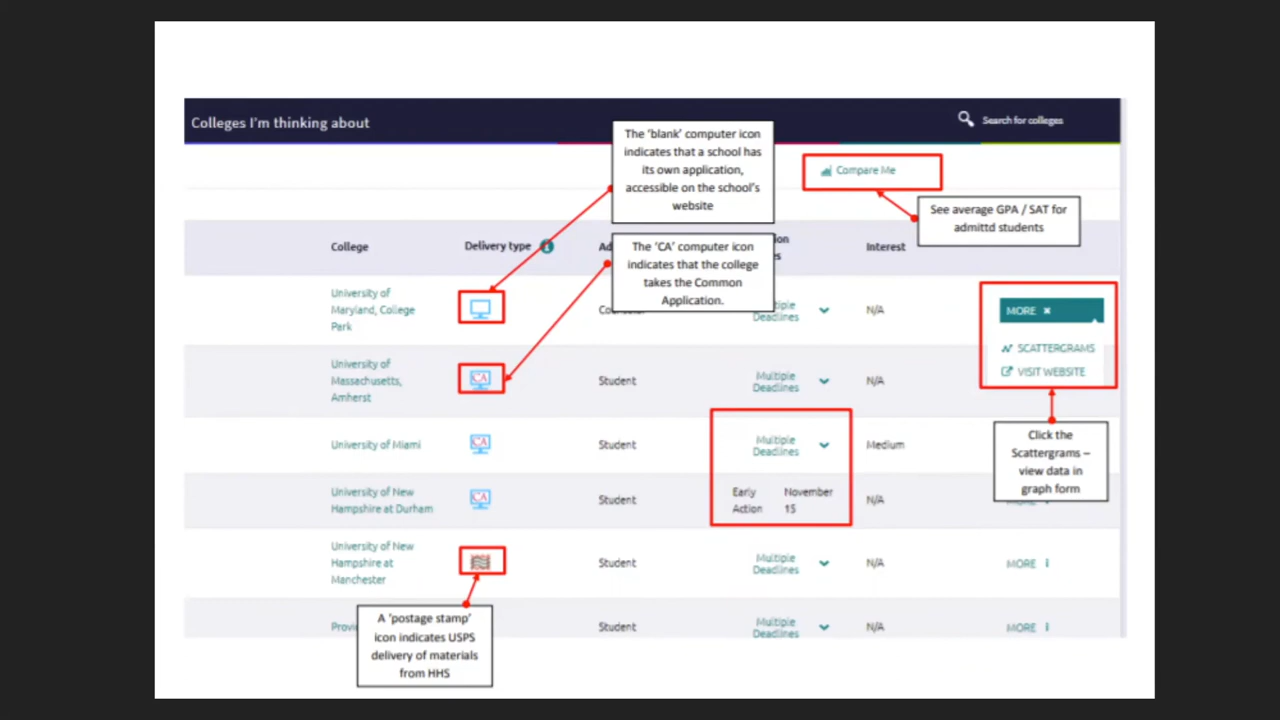 Colleges I'm thinking about
Search for colleges
The 'blank' computer icon
indicates that a school has
its own application,
accessible on the school's
website
Compare Me
See average GPA / SAT for
admittd students
College
Delivery type
Interest
The 'CA' computer icon
indicates that the college
takes the Common
Application.
University of
Maryland, College
Park
Deadlines
N/A
MORE ×
SCATTERGRAMS
VISIT WEBSITE
University of
Massachusetts,
Amherst
CA
Student
Multiple
Deadlines
N/A
University of Miami
CA
Student
Multiple
Deadlines
Medium
Click the
Scattergrams –
view data in
graph form
University of New
Hampshire at Durham
CA
Student
Early
Action
November
15
N/A
MORE
University of New
Hampshire at
Manchester
Student
Multiple
Deadlines
N/A
MORE
Student
Multiple
Deadlines
N/A
MORE
A 'postage stamp'
icon indicates USPS
delivery of materials
from HHS